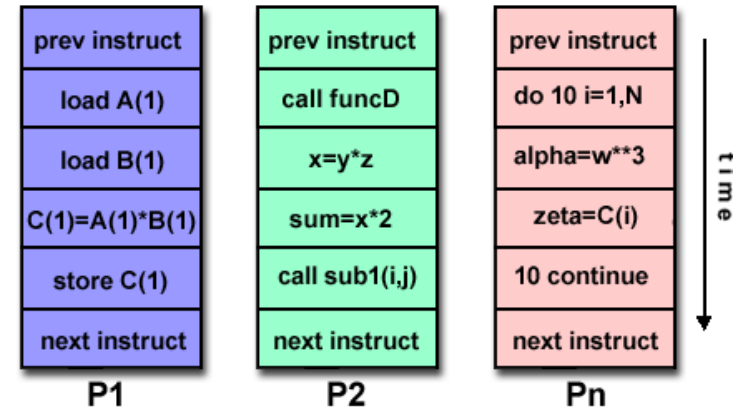 prev instruct
load A(1)
load B(1)
C(1)=A(1)*B(1)
store C(1)
next instruct
P1
prev instruct
call funcD
x=y*z
sum=x*2
call sub1(i,j)
next instruct
P2
prev instruct
do 10 i=1,N
alpha=w**3
zeta=C(i)
10 continue
next instruct
Pn
time